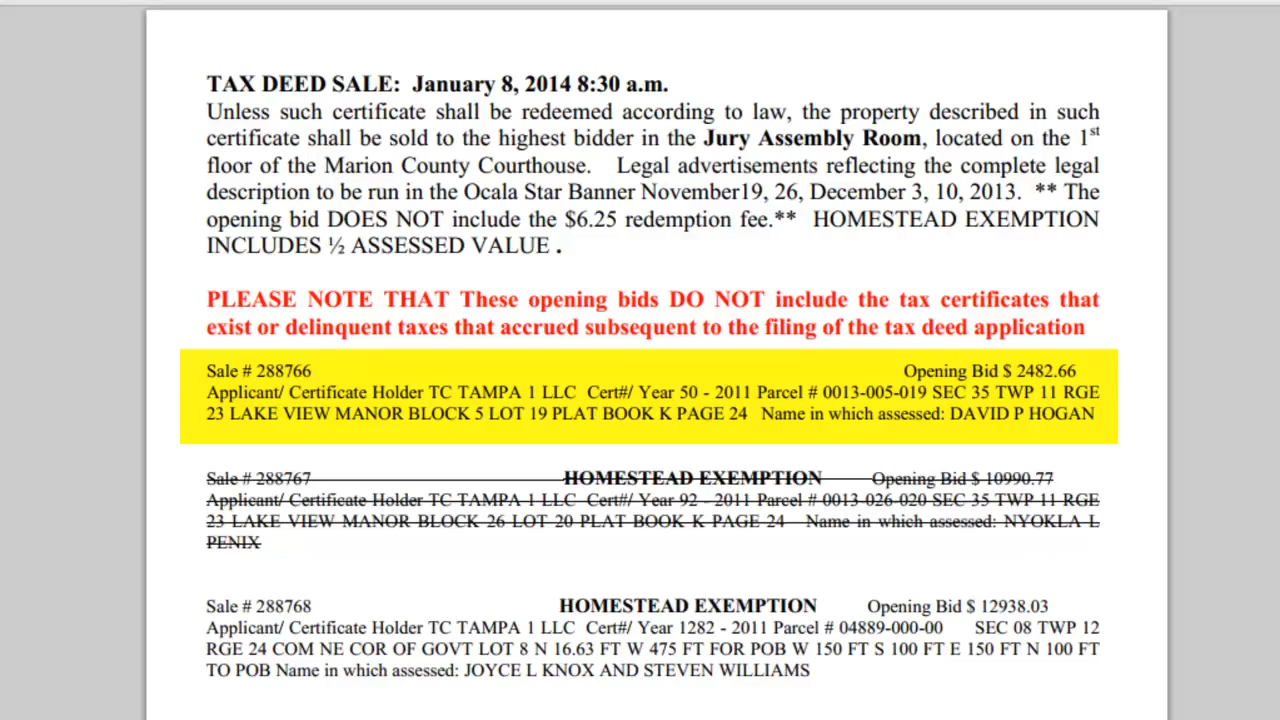 TAX DEED SALE: January 8, 2014 8:30 a.m.
Unless such certificate shall be redeemed according to law, the property described in such
certificate shall be sold to the highest bidder in the Jury Assembly Room, located on the 1st
floor of the Marion County Courthouse. Legal advertisements reflecting the complete legal
description to be run in the Ocala Star Banner November19, 26, December 3, 10, 2013. ** The
opening bid DOES NOT include the $6.25 redemption fee.** HOMESTEAD EXEMPTION
INCLUDES ½ ASSESSED VALUE .
PLEASE NOTE THAT These opening bids DO NOT include the tax certificates that
exist or delinquent taxes that accrued subsequent to the filing of the tax deed application
Sale # 288766 Opening Bid $ 2482.66
Applicant/ Certificate Holder TC TAMPA 1 LLC Cert#/ Year 50 - 2011 Parcel # 0013-005-019 SEC 35 TWP 11 RGE
23 LAKE VIEW MANOR BLOCK 5 LOT 19 PLAT BOOK K PAGE 24 Name in which assessed: DAVID P HOGAN
Sale # 288767 HOMESTEAD EXEMPTION Opening Bid $ 10990.77
Applicant/ Certificate Holder TC TAMPA 1 LLC Cert#/ Year 92 - 2011 Parcel # 0013-026-020 SEC 35 TWP 11 RGE
23 LAKE VIEW MANOR BLOCK 26 LOT 20 PLAT BOOK K PAGE 24 Name in which assessed: NYOKLA L
PENIX
Sale # 288768 HOMESTEAD EXEMPTION Opening Bid $ 12938.03
Applicant/ Certificate Holder TC TAMPA 1 LLC Cert#/ Year 1282 - 2011 Parcel # 04889-000-00 SEC 08 TWP 12
RGE 24 COM NE COR OF GOVT LOT 8 N 16.63 FT W 475 FT FOR POB W 150 FT S 100 FT E 150 FT N 100 FT
TO POB Name in which assessed: JOYCE L KNOX AND STEVEN WILLIAMS